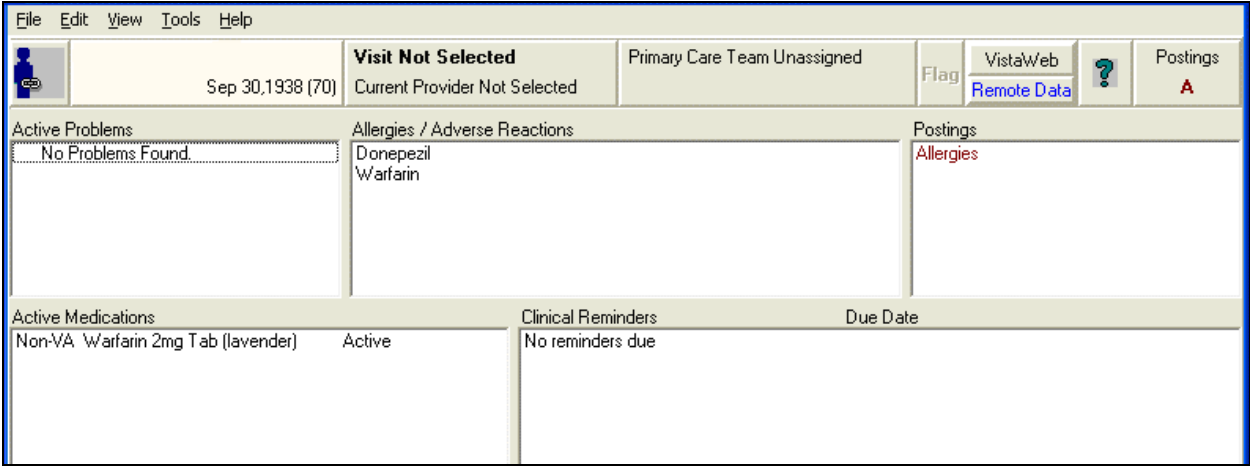 File Edit View Tools Help
Visit Not Selected
Sep 30,1938 (70) Current Provider Not Selected
Primary Care Team Unassigned
Flag
VistaWeb
Remote Data
?
Postings
A
Active Problems
No Problems Found.
Allergies / Adverse Reactions
Donepezil
Warfarin
Postings
Allergies
Active Medications
Non-VA Warfarin 2mg Tab (lavender) Active
Clinical Reminders Due Date
No reminders due